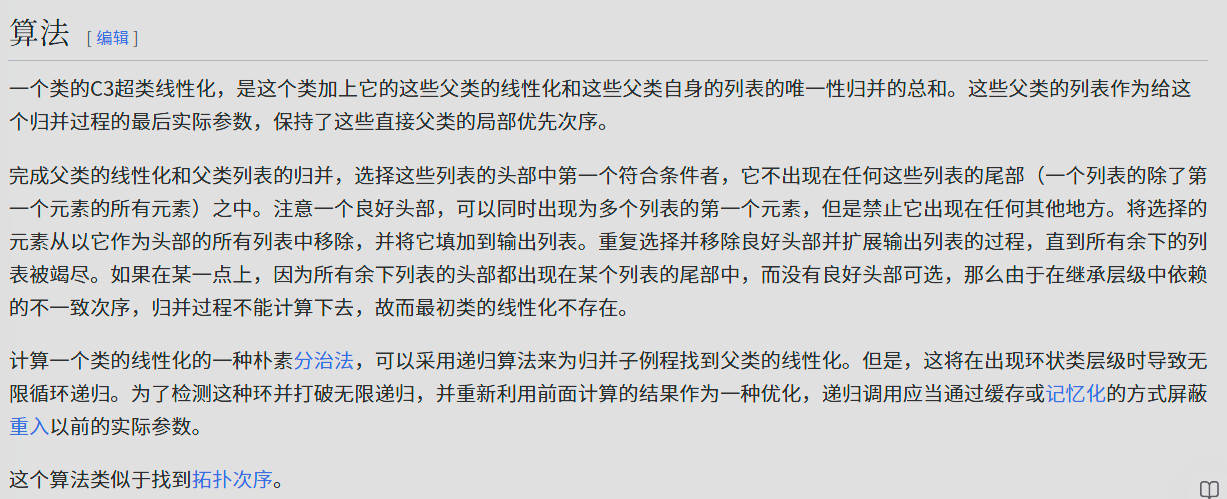 算法 [编辑]
一个类的C3超类线性化，是这个类加上它的这些父类的线性化和这些父类自身的列表的唯一性归并的总和。这些父类的列表作为给这
个归并过程的最后实际参数，保持了这些直接父类的局部优先次序。
完成父类的线性化和父类列表的归并，选择这些列表的头部中第一个符合条件者，它不出现在任何这些列表的尾部（一个列表的除了第
一个元素的所有元素）之中。注意一个良好头部，可以同时出现为多个列表的第一个元素，但是禁止它出现在任何其他地方。将选择的
元素从以它作为头部的所有列表中移除，并将它填加到输出列表。重复选择并移除良好头部并扩展输出列表的过程，直到所有余下的列
表被竭尽。如果在某一点上，因为所有余下列表的头部都出现在某个列表的尾部中，而没有良好头部可选，那么由于在继承层级中依赖
的不一致次序，归并过程不能计算下去，故而最初类的线性化不存在。
计算一个类的线性化的一种朴素分治法，可以采用递归算法来为归并子例程找到父类的线性化。但是，这将在出现环状类层级时导致无
限循环递归。为了检测这种环并打破无限递归，并重新利用前面计算的结果作为一种优化，递归调用应当通过缓存或记忆化的方式屏蔽
重入以前的实际参数。
这个算法类似于找到拓扑次序。